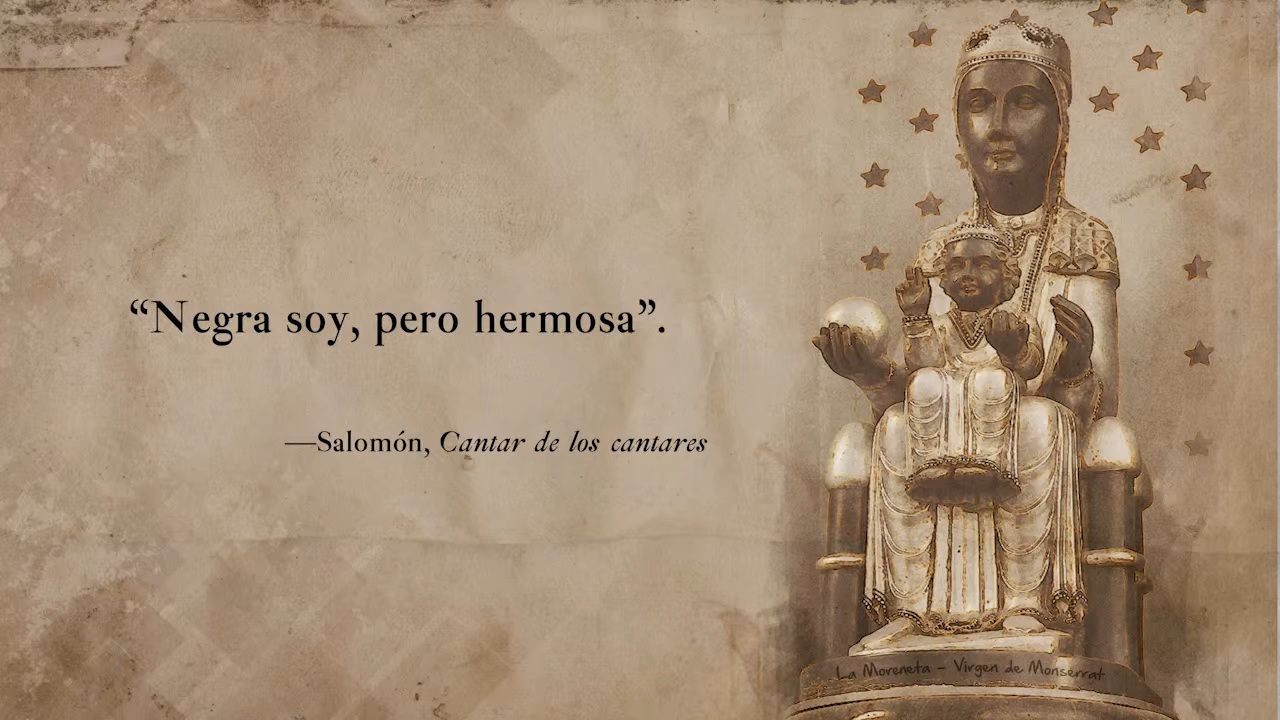 “Negra soy, pero hermosa”.
—Salomón, Cantar de los cantares
La Moreneta – Virgen de Monserrat